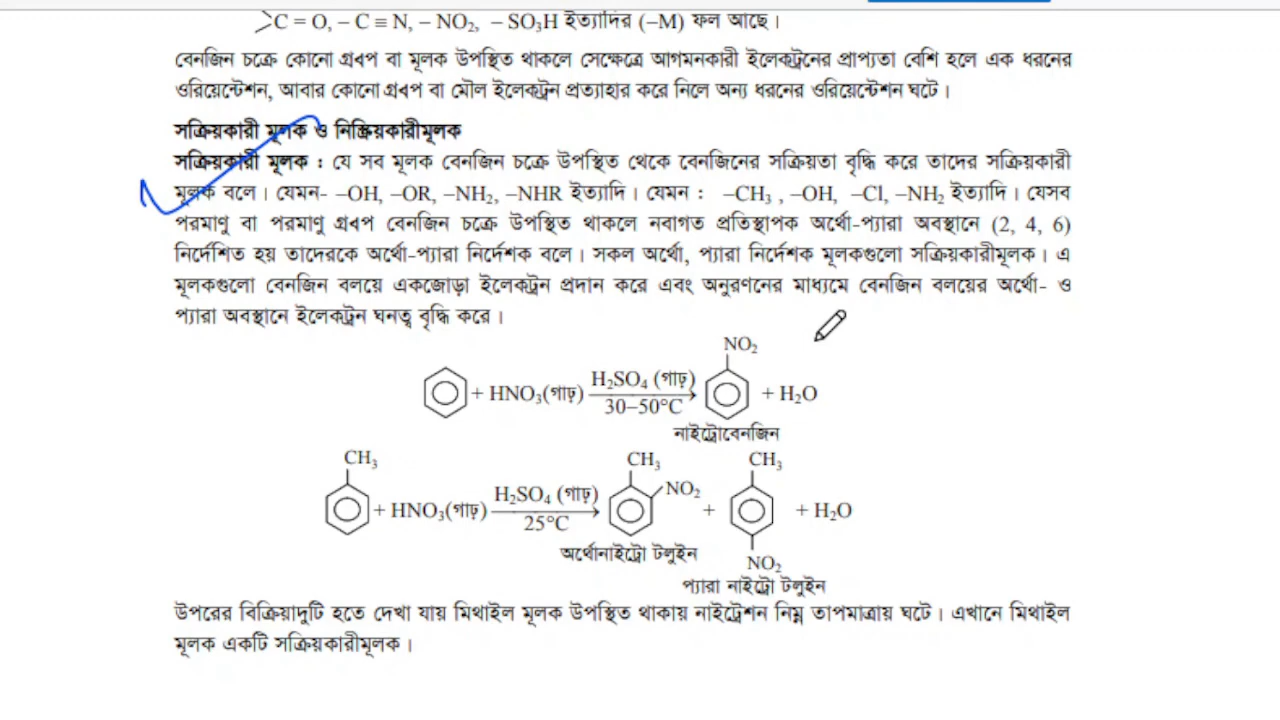 >C = O, – C ≡ N, – NO₂, – SO₃H ইত্যাদির (–M) ফল আছে।
বেনজিন চক্রে কোনো গ্রুপ বা মূলক উপস্থিত থাকলে সেক্ষেত্রে আগমনকারী ইলেকট্রনের প্রাপ্যতা বেশি হলে এক ধরনের
ওরিয়েন্টেশন, আবার কোনো গ্রুপ বা মৌল ইলেকট্রন প্রত্যাহার করে নিলে অন্য ধরনের ওরিয়েন্টেশন ঘটে।
সক্রিয়কারী মূলক ও নিষ্ক্রিয়কারীমূলক
সক্রিয়কারী মূলক : যে সব মূলক বেনজিন চক্রে উপস্থিত থেকে বেনজিনের সক্রিয়তা বৃদ্ধি করে তাদের সক্রিয়কারী
মূলক বলে। যেমন- –OH, –OR, –NH₂, –NHR ইত্যাদি। যেমন : –CH₃ , –OH, –Cl, –NH₂ ইত্যাদি। যেসব
পরমাণু বা পরমাণু গ্রুপ বেনজিন চক্রে উপস্থিত থাকলে নবাগত প্রতিস্থাপক অর্থো-প্যারা অবস্থানে (2, 4, 6)
নির্দেশিত হয় তাদেরকে অর্থো-প্যারা নির্দেশক বলে। সকল অর্থো, প্যারা নির্দেশক মূলকগুলো সক্রিয়কারীমূলক। এ
মূলকগুলো বেনজিন বলয়ে একজোড়া ইলেকট্রন প্রদান করে এবং অনুরণনের মাধ্যমে বেনজিন বলয়ের অর্থো- ও
প্যারা অবস্থানে ইলেকট্রন ঘনত্ব বৃদ্ধি করে।
NO₂
+ HNO₃(গাঢ়) H₂SO₄ (গাঢ়) 30–50°C + H₂O
নাইট্রোবেনজিন
CH₃ CH₃ CH₃
+ HNO₃(গাঢ়) H₂SO₄ (গাঢ়) 25°C NO₂ + + H₂O
অর্থোনাইট্রো টলুইন NO₂
প্যারা নাইট্রো টলুইন
উপরের বিক্রিয়াদুটি হতে দেখা যায় মিথাইল মূলক উপস্থিত থাকায় নাইট্রেশন নিম্ন তাপমাত্রায় ঘটে। এখানে মিথাইল
মূলক একটি সক্রিয়কারীমূলক।